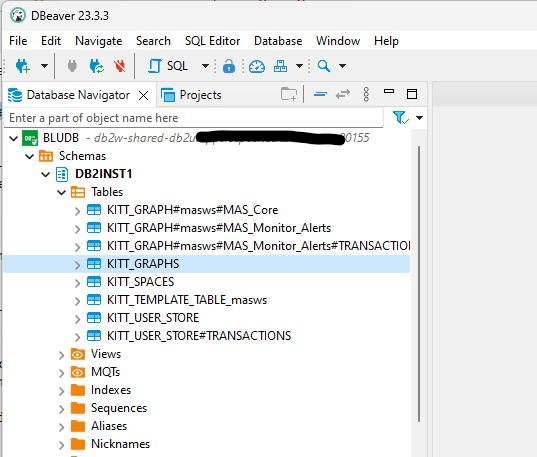 DBeaver 23.3.3
File Edit Navigate Search SQL Editor Database Window Help
SQL
Database Navigator Projects
Enter a part of object name here
BLUDB - db2w-shared-db2u 0155
Schemas
DB2INST1
Tables
KITT_GRAPH#masws#MAS_Core
KITT_GRAPH#masws#MAS_Monitor_Alerts
KITT_GRAPH#masws#MAS_Monitor_Alerts#TRANSACTIO
KITT_GRAPHS
KITT_SPACES
KITT_TEMPLATE_TABLE_masws
KITT_USER_STORE
KITT_USER_STORE#TRANSACTIONS
Views
MQTs
Indexes
Sequences
Aliases
Nicknames